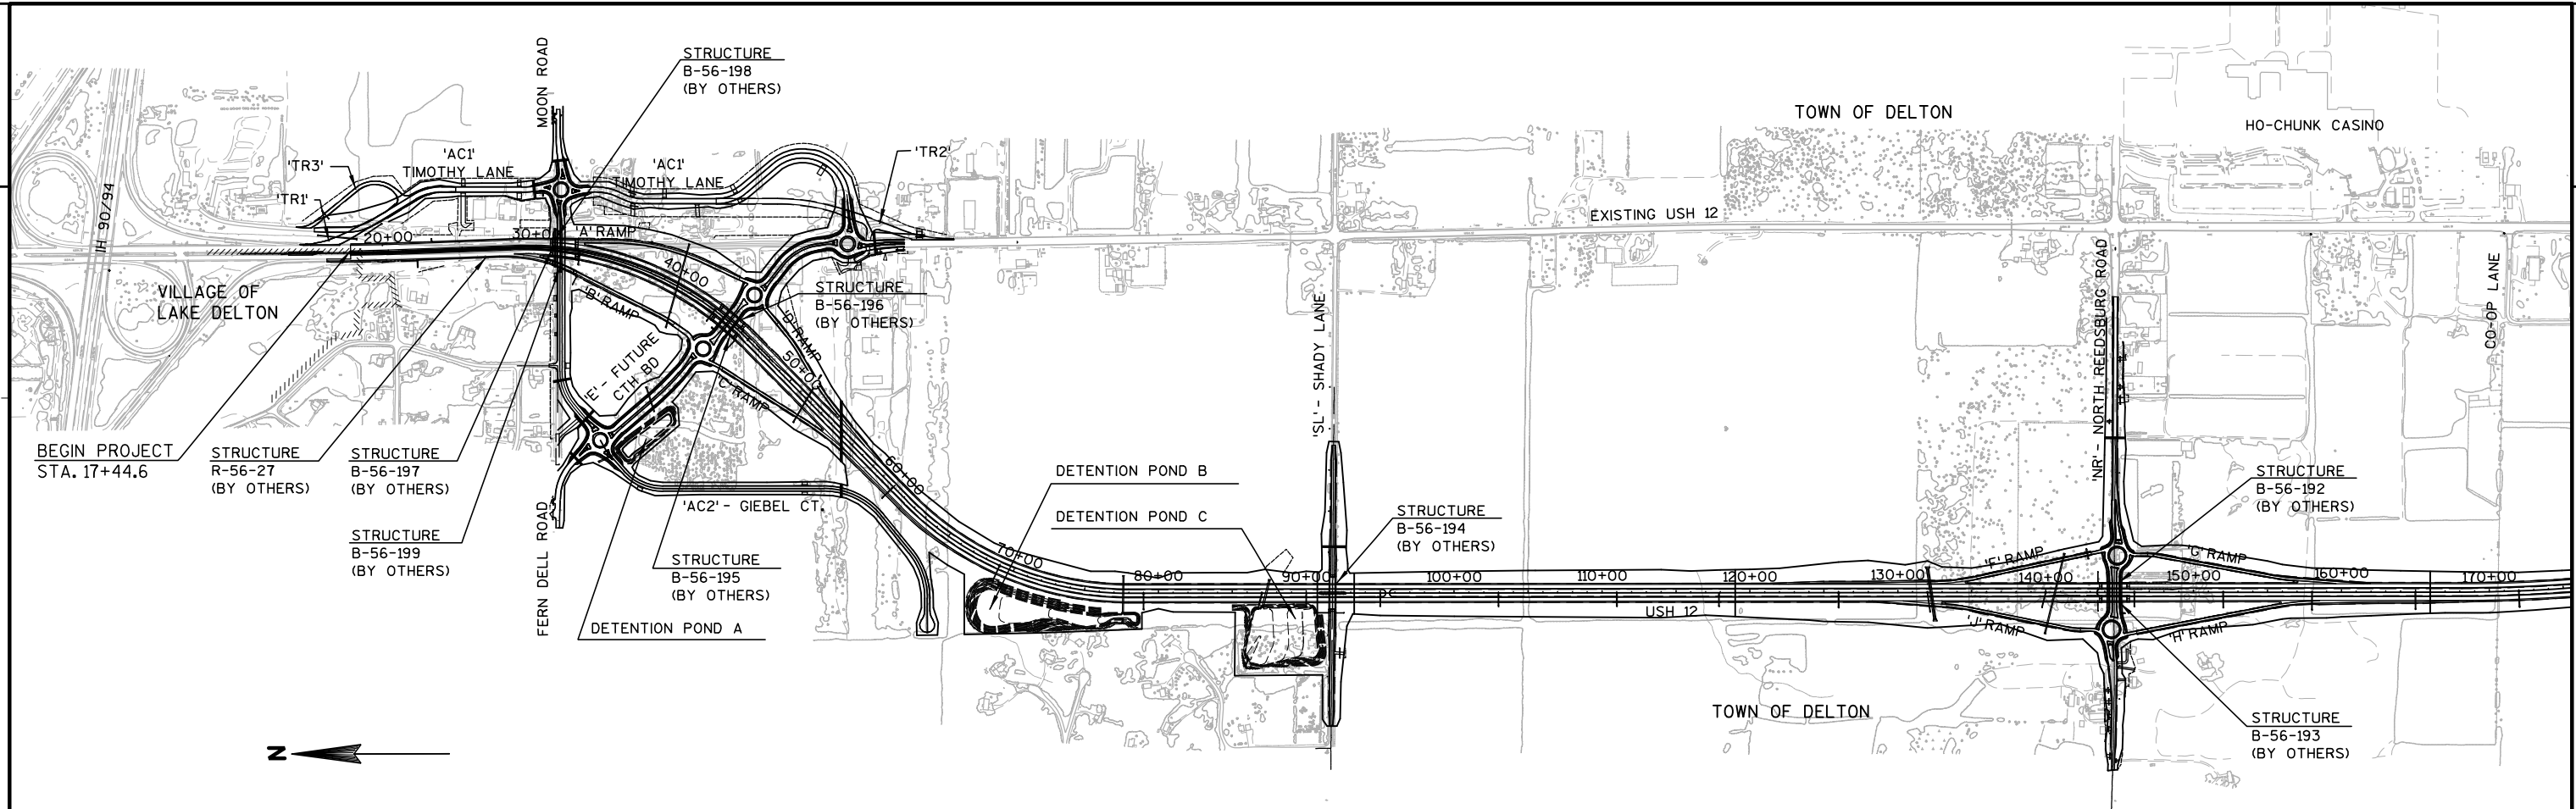 STRUCTURE
B-56-198
(BY OTHERS)
MOON ROAD
TOWN OF DELTON
HO-CHUNK CASINO
'TR3'
'AC1'
TIMOTHY LANE
'AC1'
TIMOTHY LANE
'TR2'
'TR1'
IH 90/94
EXISTING USH 12
20+00
30+00
'A' RAMP
40+00
VILLAGE OF
LAKE DELTON
'B' RAMP
STRUCTURE
B-56-196
(BY OTHERS)
'D' RAMP
50+00
'E' - FUTURE
CTH BD
'C' RAMP
'SL' - SHADY LANE
'NR' - NORTH REEDSBURG ROAD
CO-OP LANE
BEGIN PROJECT
STA. 17+44.6
STRUCTURE
R-56-27
(BY OTHERS)
STRUCTURE
B-56-197
(BY OTHERS)
STRUCTURE
B-56-199
(BY OTHERS)
FERN DELL ROAD
'AC2' - GIEBEL CT.
60+00
DETENTION POND B
DETENTION POND C
STRUCTURE
B-56-194
(BY OTHERS)
STRUCTURE
B-56-192
(BY OTHERS)
STRUCTURE
B-56-195
(BY OTHERS)
DETENTION POND A
70+00
80+00
90+00
100+00
110+00
120+00
130+00
'F' RAMP
140+00
'G' RAMP
150+00
160+00
170+00
USH 12
'J' RAMP
'H' RAMP
TOWN OF DELTON
STRUCTURE
B-56-193
(BY OTHERS)
N